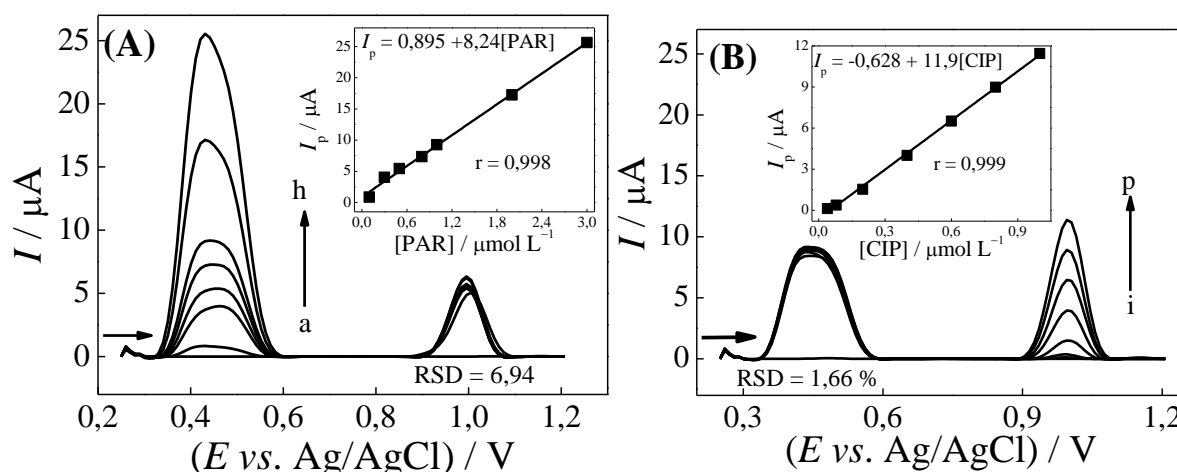 (A)
I / μA
25
20
15
10
5
0
0,2 0,4 0,6 0,8 1,0 1,2
(E vs. Ag/AgCl) / V
h
a
RSD = 6,94
I_p = 0,895 +8,24[PAR]
r = 0,998
I_p / μA
25
20
15
10
5
0
0,0 0,6 1,2 1,8 2,4 3,0
[PAR] / μmol L⁻¹
(B)
I / μA
25
20
15
10
5
0
0,3 0,6 0,9 1,2
(E vs. Ag/AgCl) / V
p
i
RSD = 1,66 %
I_p = -0,628 + 11,9[CIP]
r = 0,999
I_p / μA
12
9
6
3
0
0,0 0,3 0,6 0,9
[CIP] / μmol L⁻¹